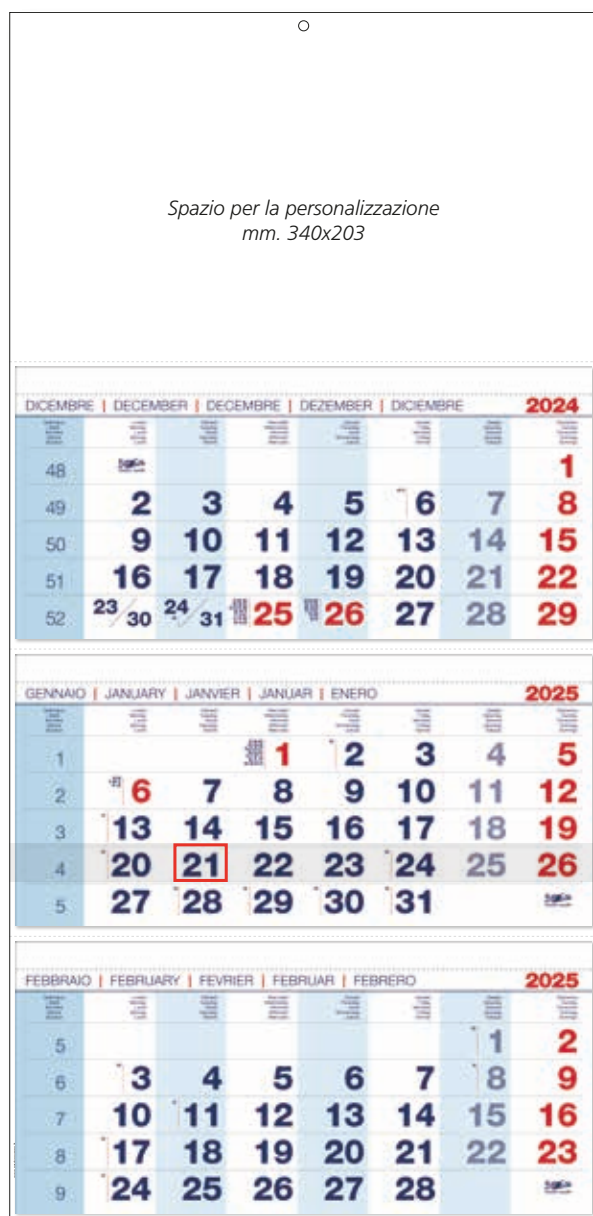 Spazio per la personalizzazione
mm. 340x203
DICEMBRE | DECEMBER | DECEMBRE | DEZEMBER | DICIEMBRE 2024
48 1
49 2 3 4 5 6 7 8
50 9 10 11 12 13 14 15
51 16 17 18 19 20 21 22
52 23/30 24/31 25 26 27 28 29
GENNAIO | JANUARY | JANVIER | JANUAR | ENERO 2025
1 1 2 3 4 5
2 6 7 8 9 10 11 12
3 13 14 15 16 17 18 19
4 20 21 22 23 24 25 26
5 27 28 29 30 31
FEBBRAIO | FEBRUARY | FEVRIER | FEBRUAR | FEBRERO 2025
5 1 2
6 3 4 5 6 7 8 9
7 10 11 12 13 14 15 16
8 17 18 19 20 21 22 23
9 24 25 26 27 28